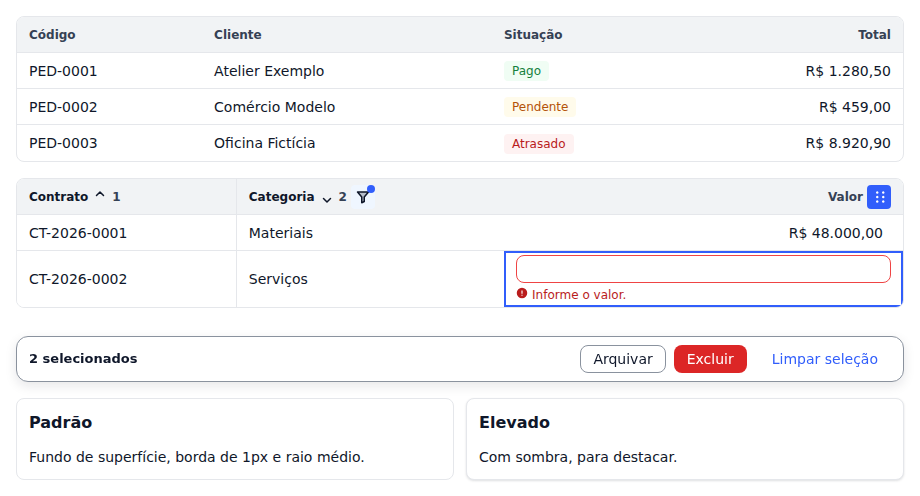 Código Cliente Situação Total
PED-0001 Atelier Exemplo Pago R$ 1.280,50
PED-0002 Comércio Modelo Pendente R$ 459,00
PED-0003 Oficina Fictícia Atrasado R$ 8.920,90
Contrato 1 Categoria 2 Valor
CT-2026-0001 Materiais R$ 48.000,00
CT-2026-0002 Serviços
Informe o valor.
2 selecionados Arquivar Excluir Limpar seleção
Padrão Elevado
Fundo de superfície, borda de 1px e raio médio. Com sombra, para destacar.